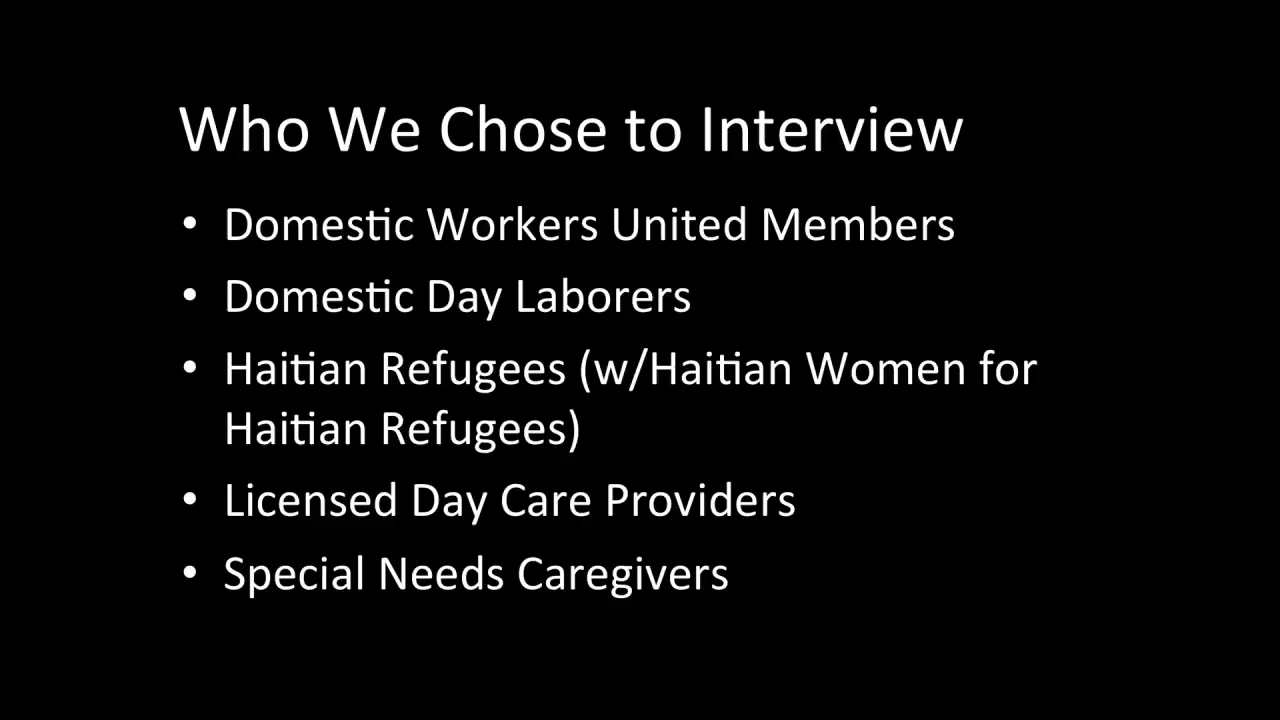 Who We Chose to Interview
• Domestic Workers United Members
• Domestic Day Laborers
• Haitian Refugees (w/Haitian Women for
Haitian Refugees)
• Licensed Day Care Providers
• Special Needs Caregivers